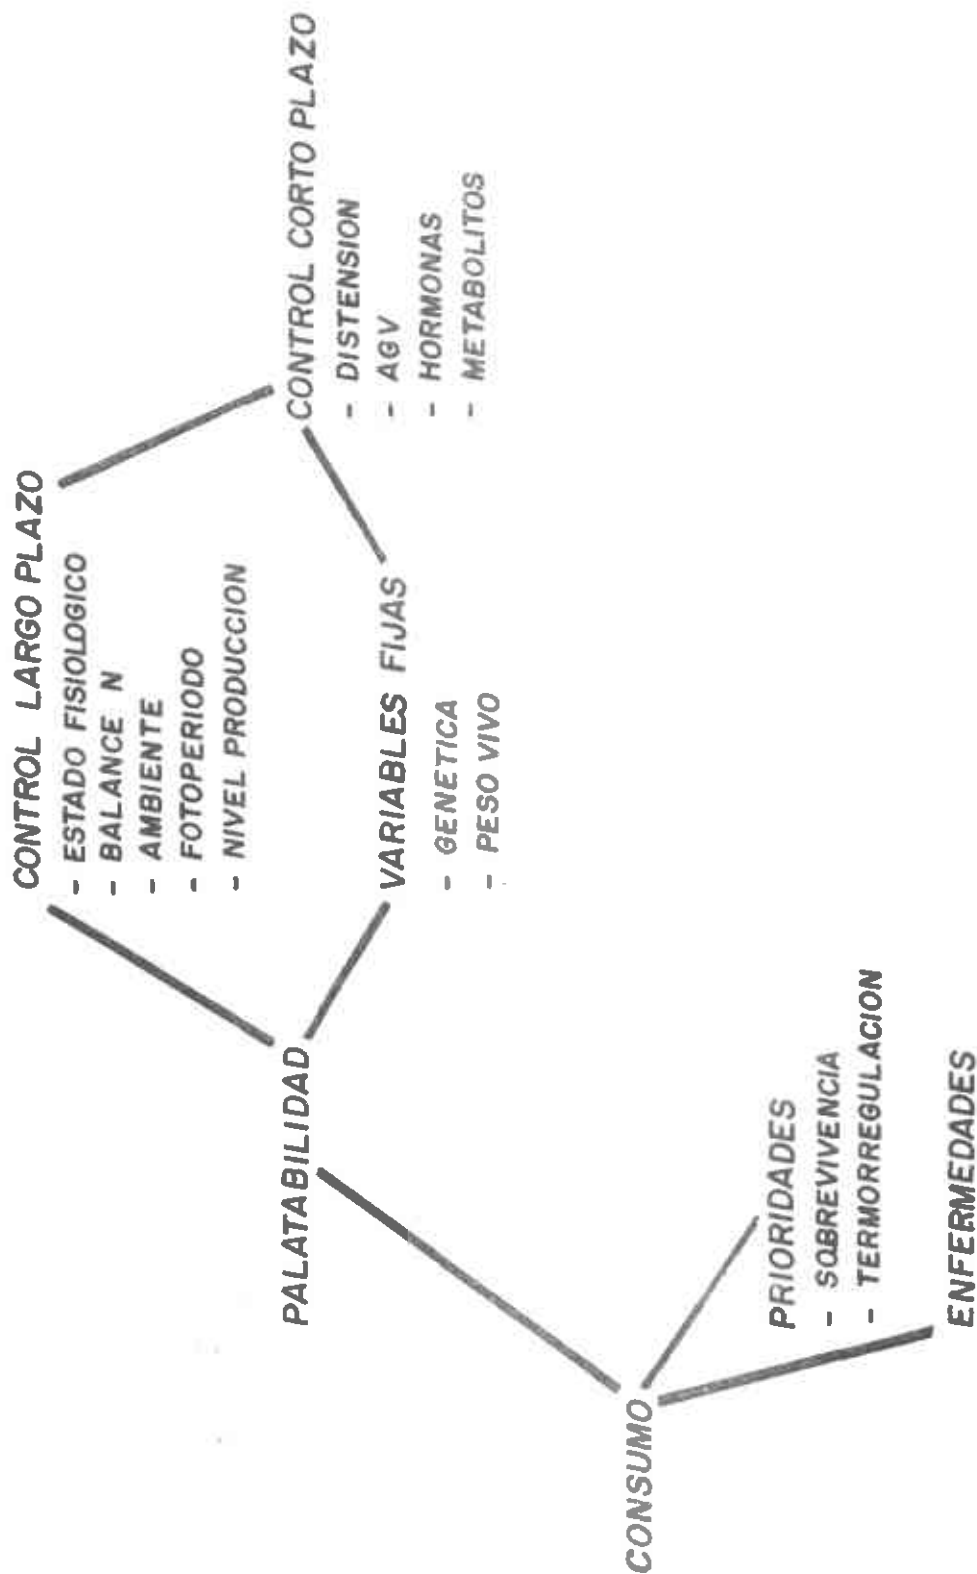 CONTROL LARGO PLAZO
- ESTADO FISIOLOGICO
- BALANCE N
- AMBIENTE
- FOTOPERIODO
- NIVEL PRODUCCION
CONTROL CORTO PLAZO
- DISTENSION
- AGV
- HORMONAS
- METABOLITOS
PALATABILIDAD
VARIABLES FIJAS
- GENETICA
- PESO VIVO
CONSUMO
PRIORIDADES
- SOBREVIVENCIA
- TERMORREGULACION
ENFERMEDADES